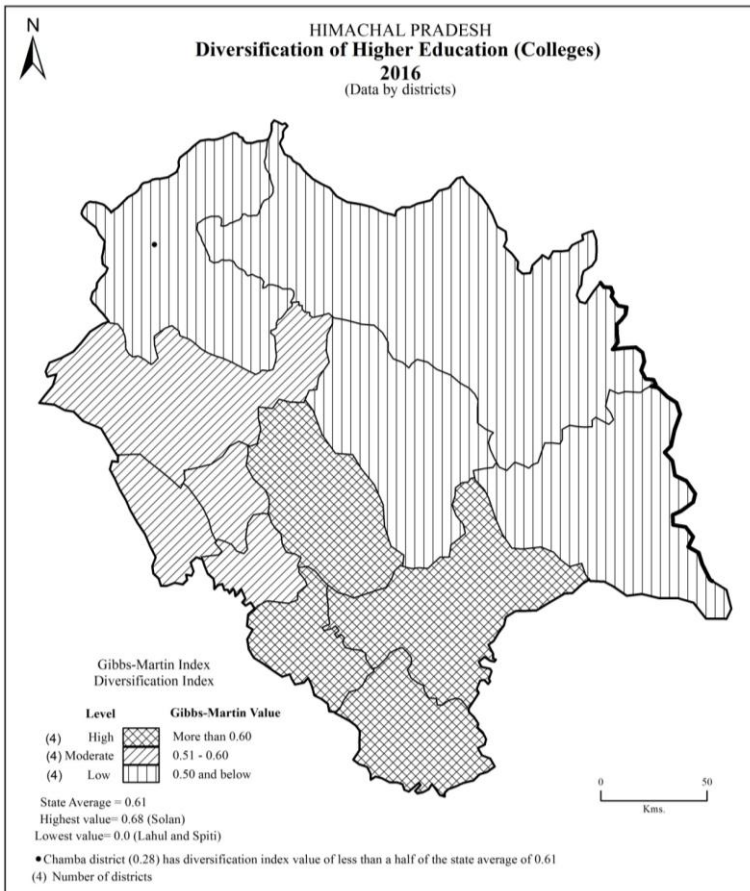 N
HIMACHAL PRADESH
Diversification of Higher Education (Colleges)
2016
(Data by districts)
Gibbs-Martin Index
Diversification Index
Level Gibbs-Martin Value
(4) High More than 0.60
(4) Moderate 0.51 - 0.60
(4) Low 0.50 and below
State Average = 0.61
Highest value= 0.68 (Solan)
Lowest value= 0.0 (Lahul and Spiti)
•Chamba district (0.28) has diversification index value of less than a half of the state average of 0.61
(4) Number of districts
0 50
Kms.